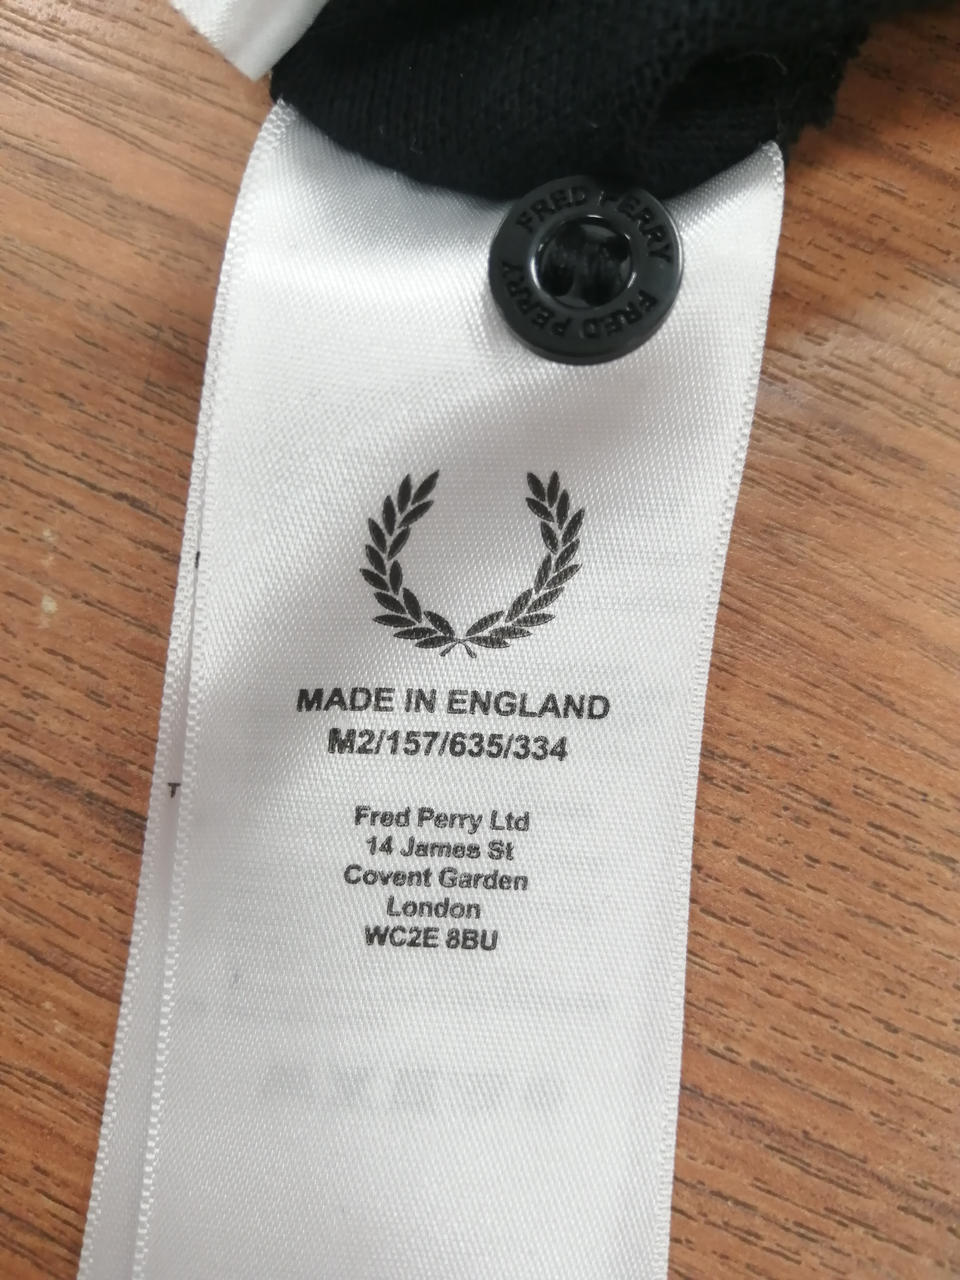 FRED PERRY
FRED PERRY
MADE IN ENGLAND
M2/157/635/334
Fred Perry Ltd
14 James St
Covent Garden
London
WC2E 8BU
T